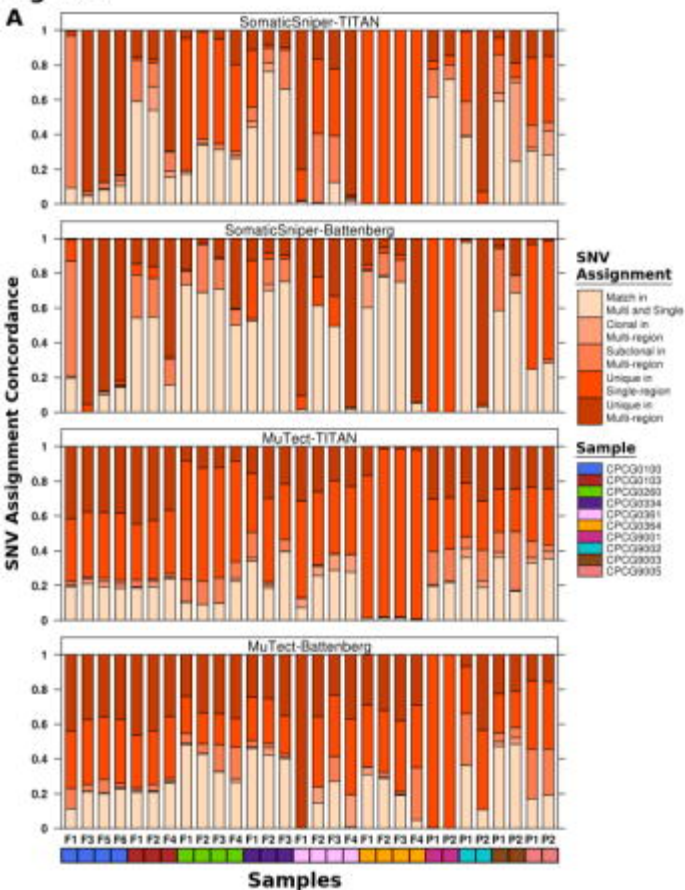 A
SomaticSniper-TITAN
1
0.8
0.6
0.4
0.2
0
SomaticSniper-Battenberg
1
0.8
0.6
0.4
0.2
0
MuTect-TITAN
1
0.8
0.6
0.4
0.2
0
MuTect-Battenberg
1
0.8
0.6
0.4
0.2
0
SNV Assignment Concordance
F1 F3 F5 F6 F1 F2 F4 F1 F2 F3 F4 F1 F2 F3 F1 F2 F3 F4 F1 F2 F3 F4 P1 P2 P1 P2 P1 P2 P1 P2
Samples
SNV
Assignment
Match in
Multi and Single
Clonal in
Multi-region
Subclonal in
Multi-region
Unique in
Single-region
Unique in
Multi-region
Sample
CPCG0100
CPCG0103
CPCG0260
CPCG0334
CPCG0361
CPCG0364
CPCG9001
CPCG9002
CPCG9003
CPCG9005